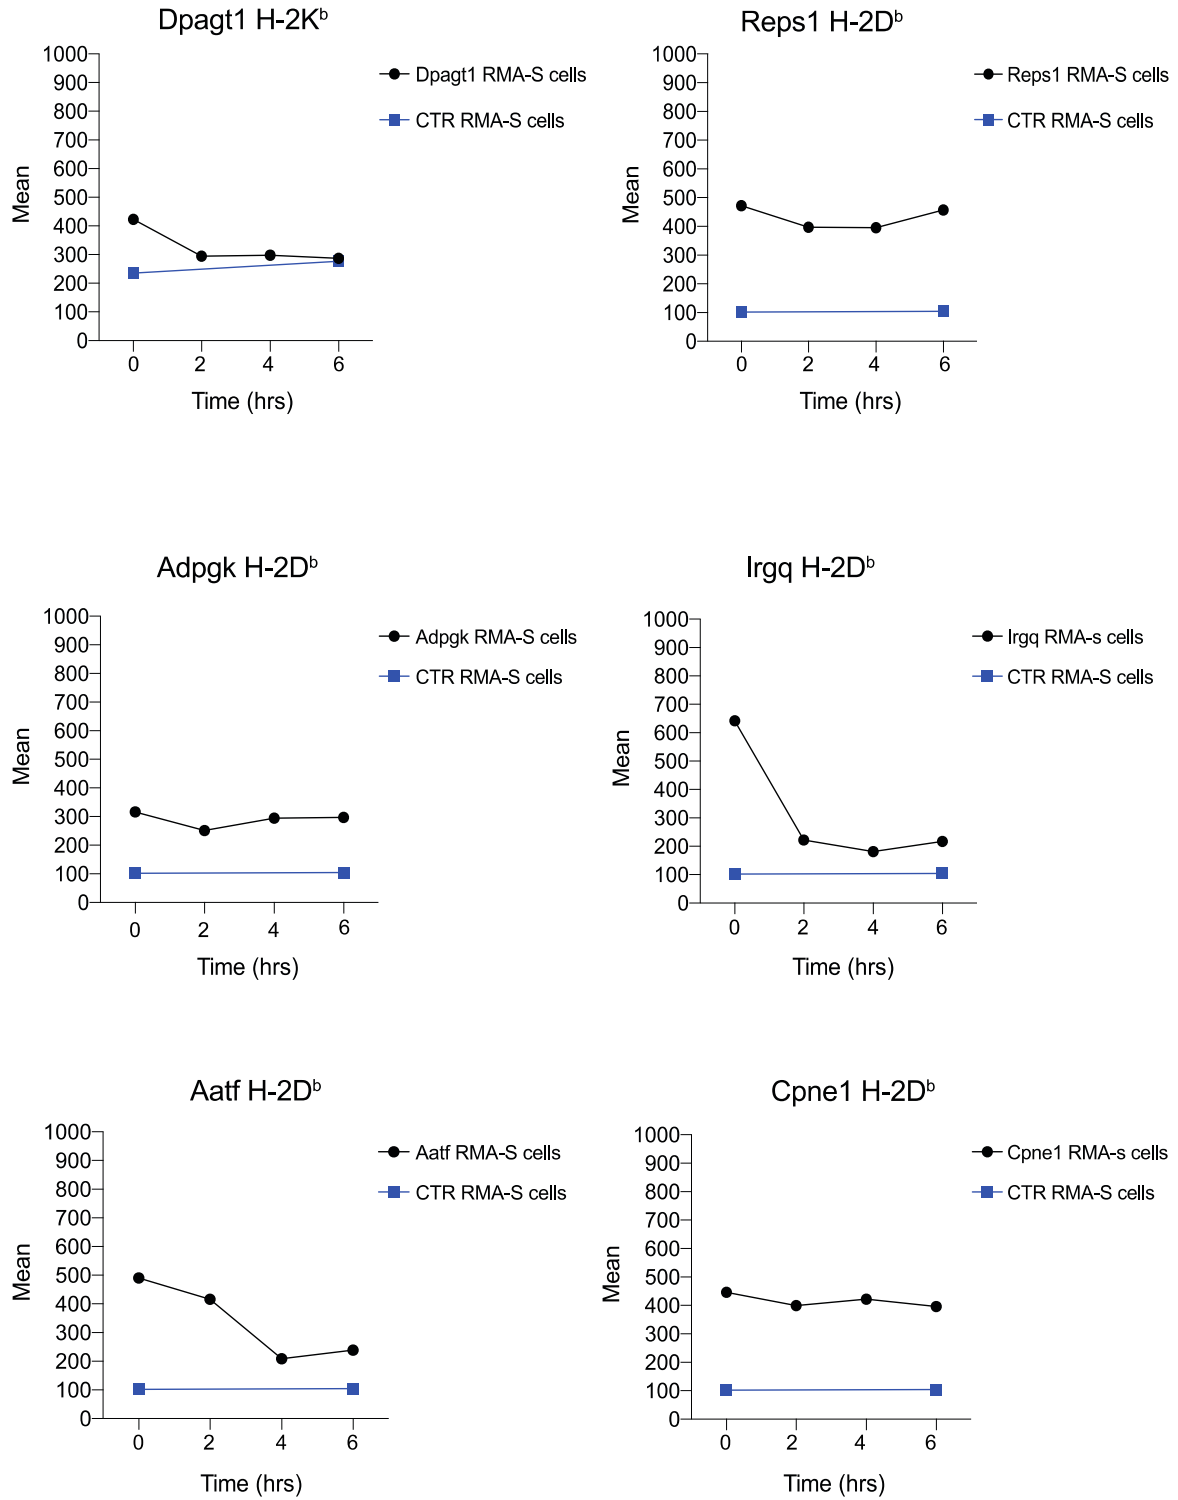 Dpagt1 H-2Kᵇ
1000
900
800
700
600
500
400
300
200
100
0
Mean
0 2 4 6
Time (hrs)
Dpagt1 RMA-S cells
CTR RMA-S cells
Reps1 H-2Dᵇ
1000
900
800
700
600
500
400
300
200
100
0
Mean
0 2 4 6
Time (hrs)
Reps1 RMA-S cells
CTR RMA-S cells
Adpgk H-2Dᵇ
1000
900
800
700
600
500
400
300
200
100
0
Mean
0 2 4 6
Time (hrs)
Adpgk RMA-S cells
CTR RMA-S cells
Irgq H-2Dᵇ
1000
900
800
700
600
500
400
300
200
100
0
Mean
0 2 4 6
Time (hrs)
Irgq RMA-s cells
CTR RMA-S cells
Aatf H-2Dᵇ
1000
900
800
700
600
500
400
300
200
100
0
Mean
0 2 4 6
Time (hrs)
Aatf RMA-S cells
CTR RMA-S cells
Cpne1 H-2Dᵇ
1000
900
800
700
600
500
400
300
200
100
0
Mean
0 2 4 6
Time (hrs)
Cpne1 RMA-s cells
CTR RMA-S cells